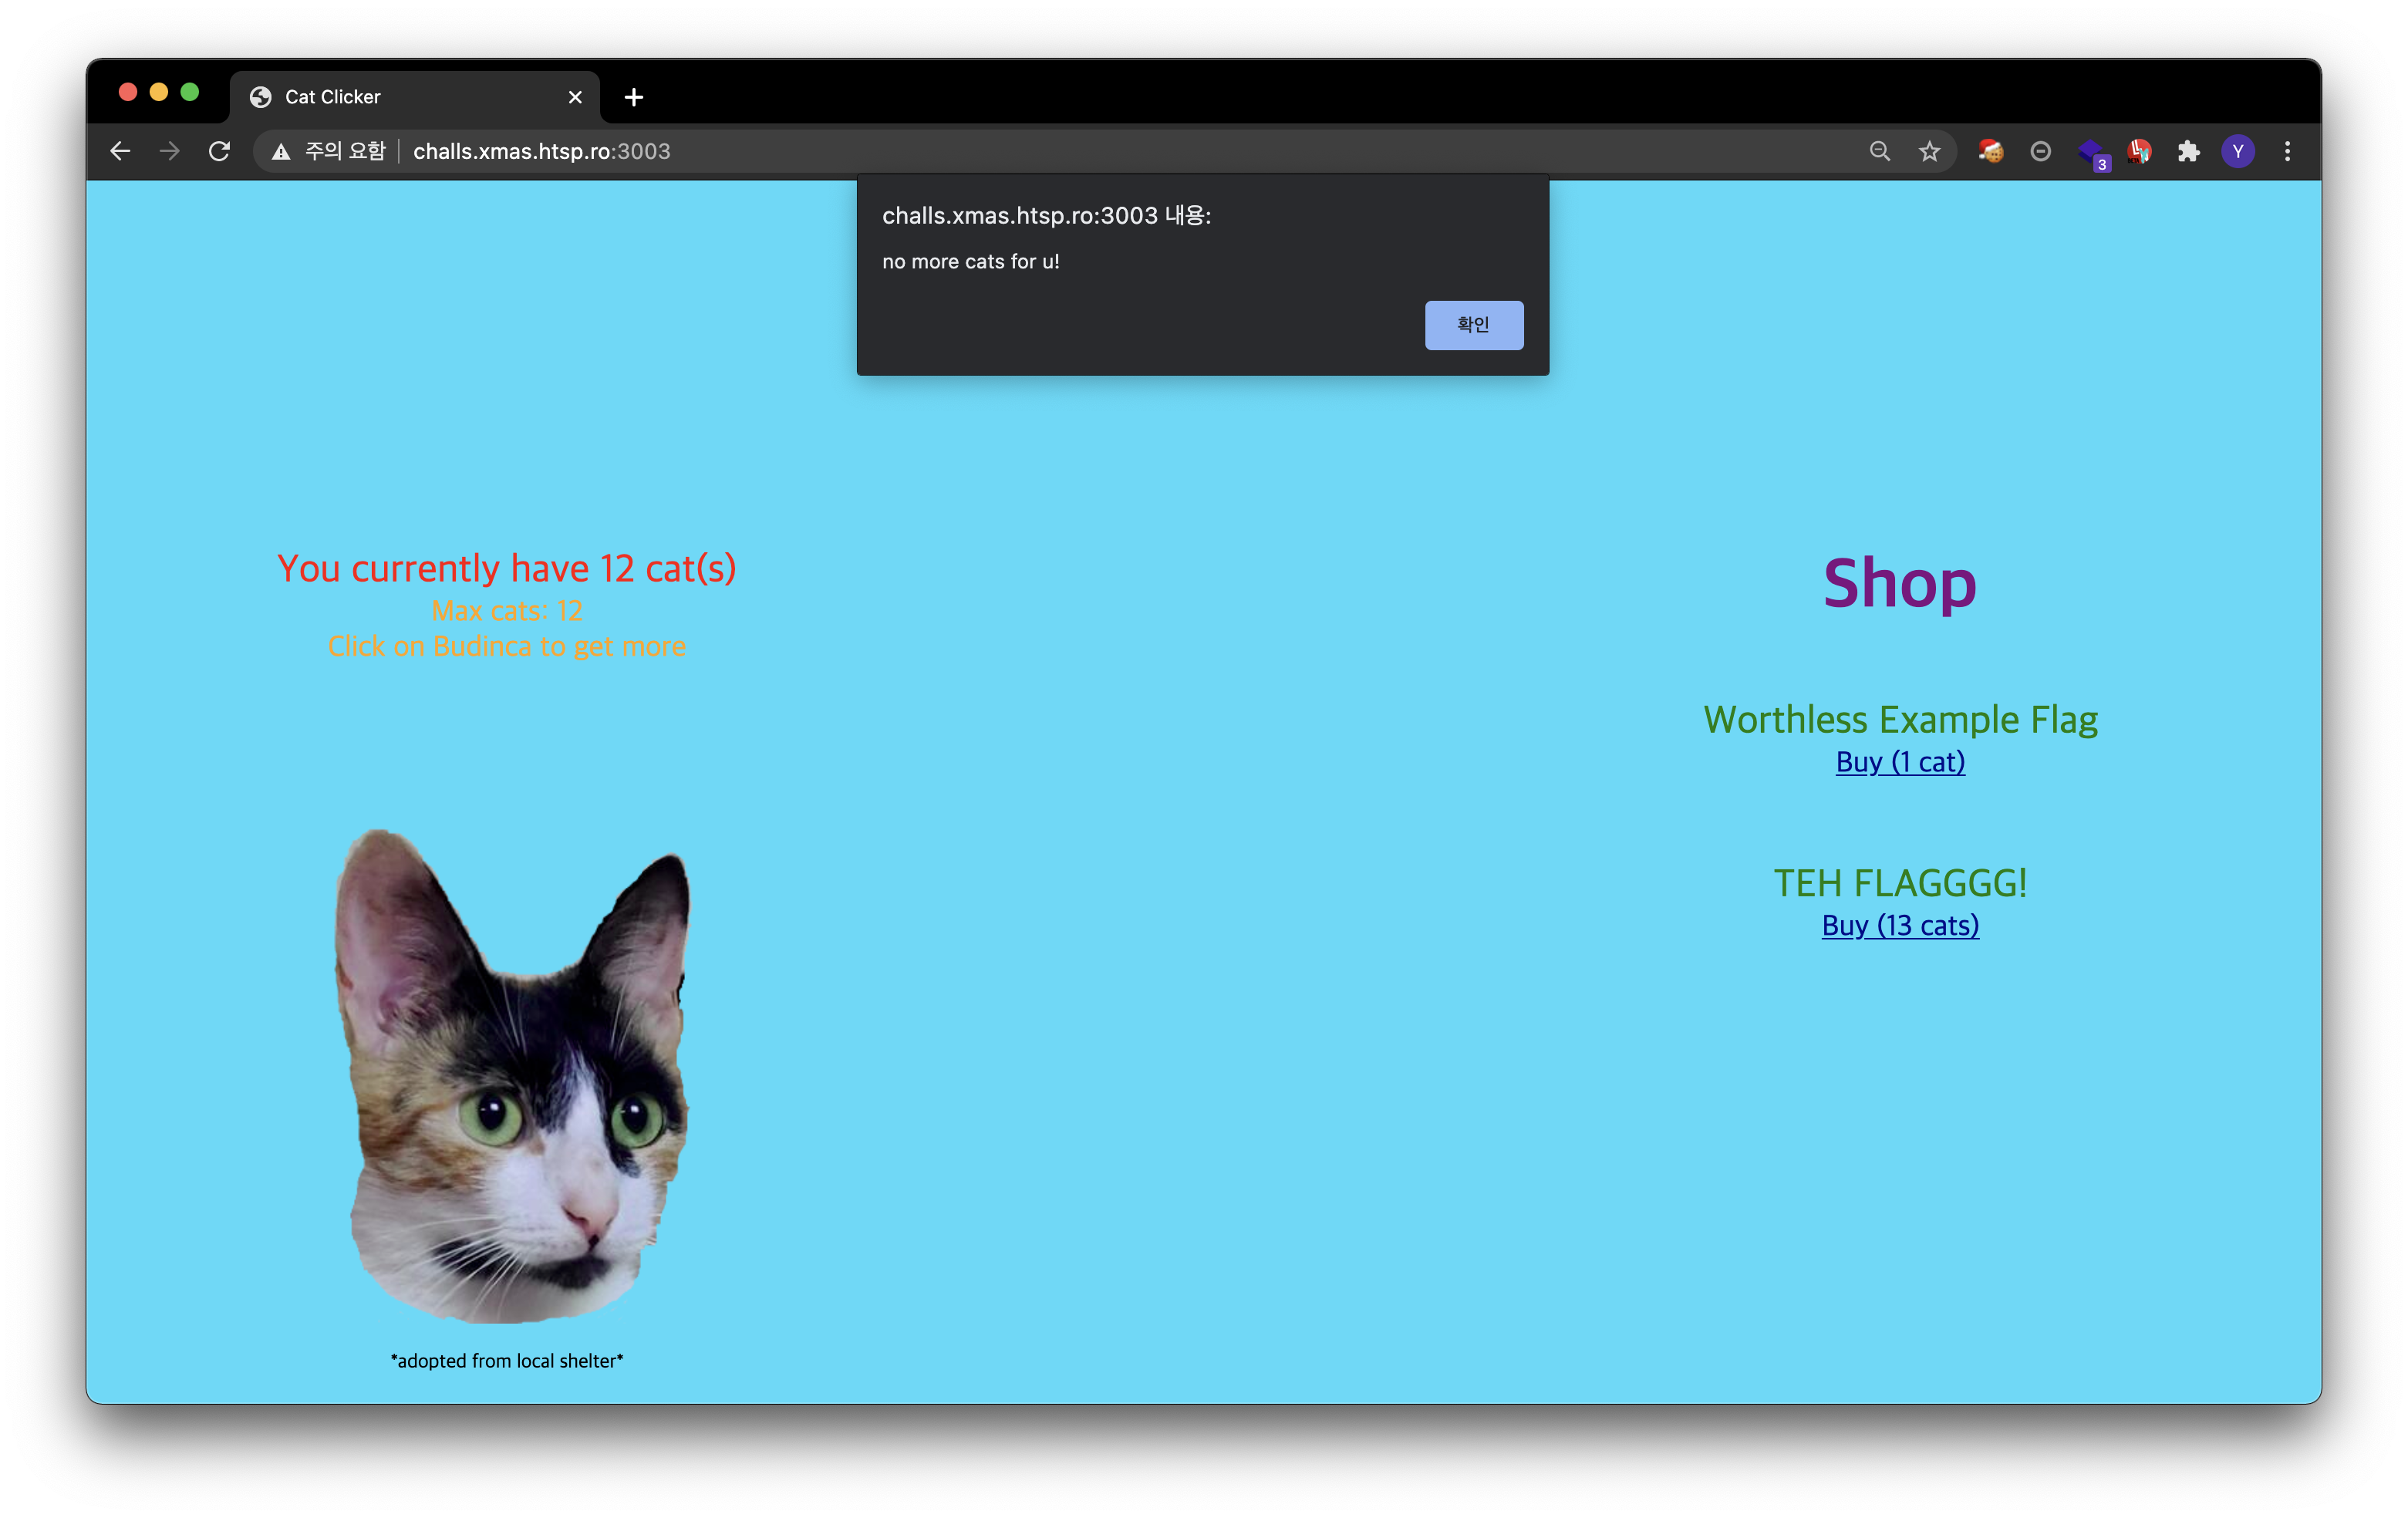 Cat Clicker
주의 요함 challs.xmas.htsp.ro:3003
3
Y
challs.xmas.htsp.ro:3003 내용:
no more cats for u!
확인
You currently have 12 cat(s)
Max cats: 12
Click on Budinca to get more
*adopted from local shelter*
Shop
Worthless Example Flag
Buy (1 cat)
TEH FLAGGGG!
Buy (13 cats)